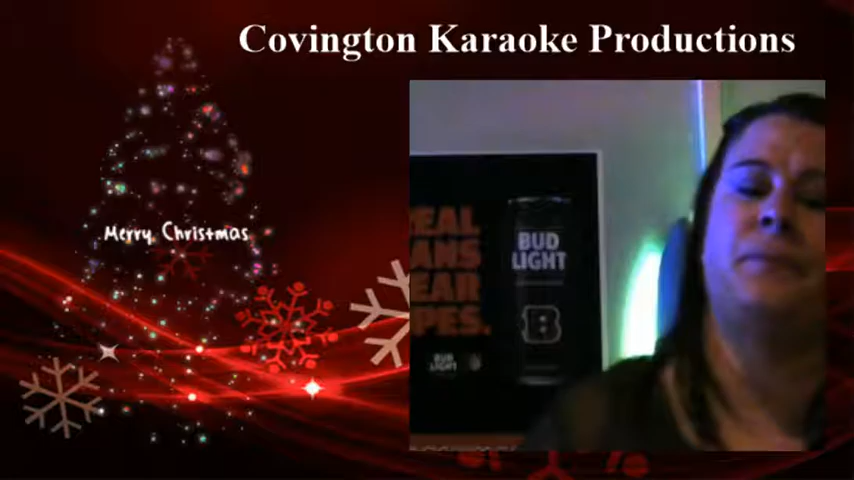 Covington Karaoke Productions
Merry Christmas
EAL
ANS
EAR
PES.
BUD
LIGHT
B
BUD
LIGHT